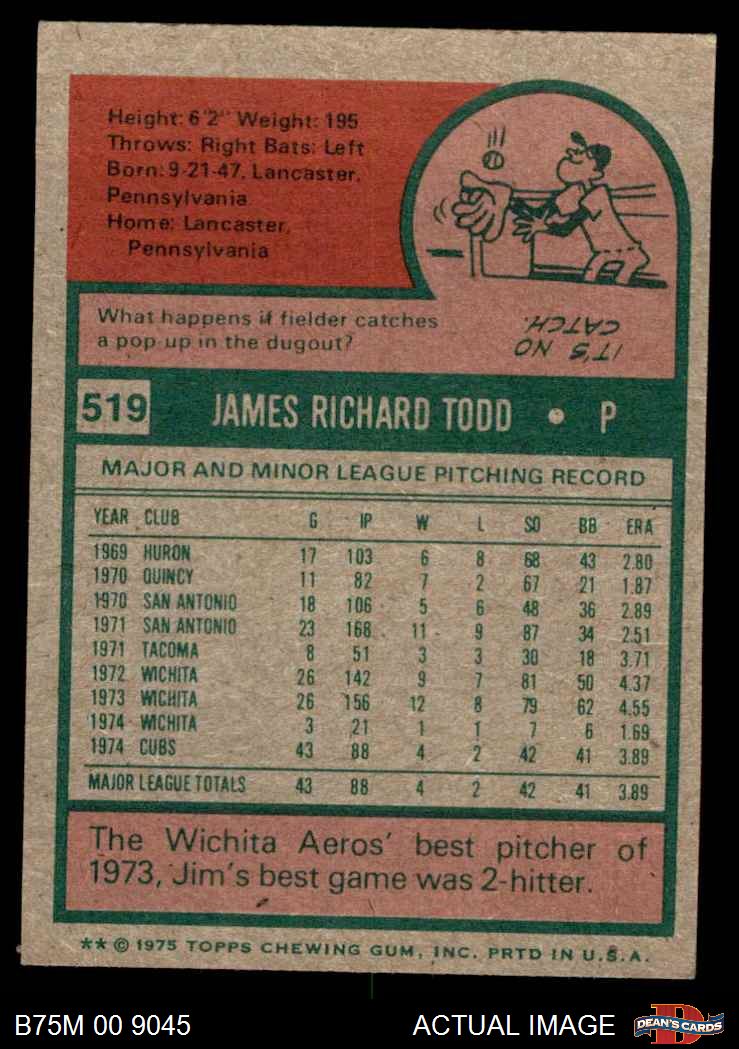 Height: 6'2" Weight: 195
Throws: Right Bats: Left
Born: 9-21-47, Lancaster,
Pennsylvania
Home: Lancaster,
Pennsylvania
What happens if fielder catches
a pop-up in the dugout?
IT'S NO
CATCH.
519 JAMES RICHARD TODD • P
MAJOR AND MINOR LEAGUE PITCHING RECORD
YEAR CLUB G IP W L SO BB ERA
1969 HURON 17 103 6 8 68 43 2.80
1970 QUINCY 11 82 7 2 67 21 1.87
1970 SAN ANTONIO 18 106 5 6 48 36 2.89
1971 SAN ANTONIO 23 168 11 9 87 34 2.51
1971 TACOMA 8 51 3 3 30 18 3.71
1972 WICHITA 26 142 9 7 81 50 4.37
1973 WICHITA 26 156 12 8 79 62 4.55
1974 WICHITA 3 21 1 1 7 6 1.69
1974 CUBS 43 88 4 2 42 41 3.89
MAJOR LEAGUE TOTALS 43 88 4 2 42 41 3.89
The Wichita Aeros' best pitcher of
1973, Jim's best game was 2-hitter.
** © 1975 TOPPS CHEWING GUM, INC. PRTD IN U.S.A.
B75M 00 9045 ACTUAL IMAGE
D
DEAN'S CARDS